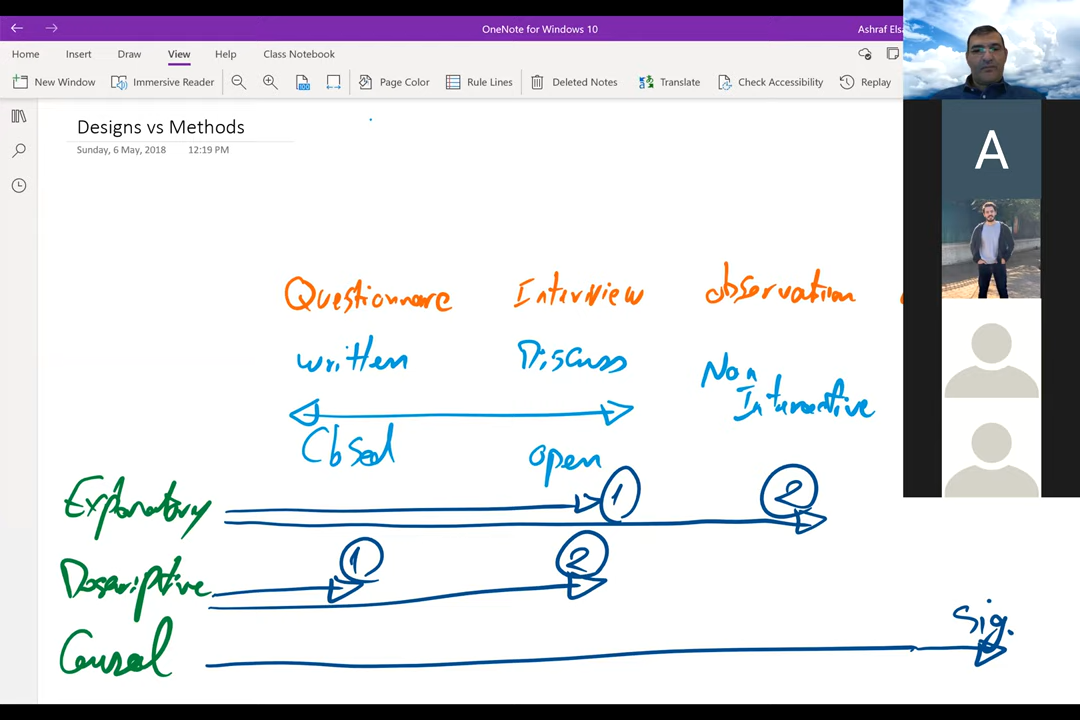 OneNote for Windows 10
Ashraf Elsa
Home Insert Draw View Help Class Notebook
New Window Immersive Reader Page Color Rule Lines Deleted Notes Translate Check Accessibility Replay
Designs vs Methods
Sunday, 6 May, 2018 12:19 PM
A
Questionnare Interview observation
written Discuss Non
Interactive
Closed open
Exploratory 1 2
Descriptive 1 2
Causal Sig.